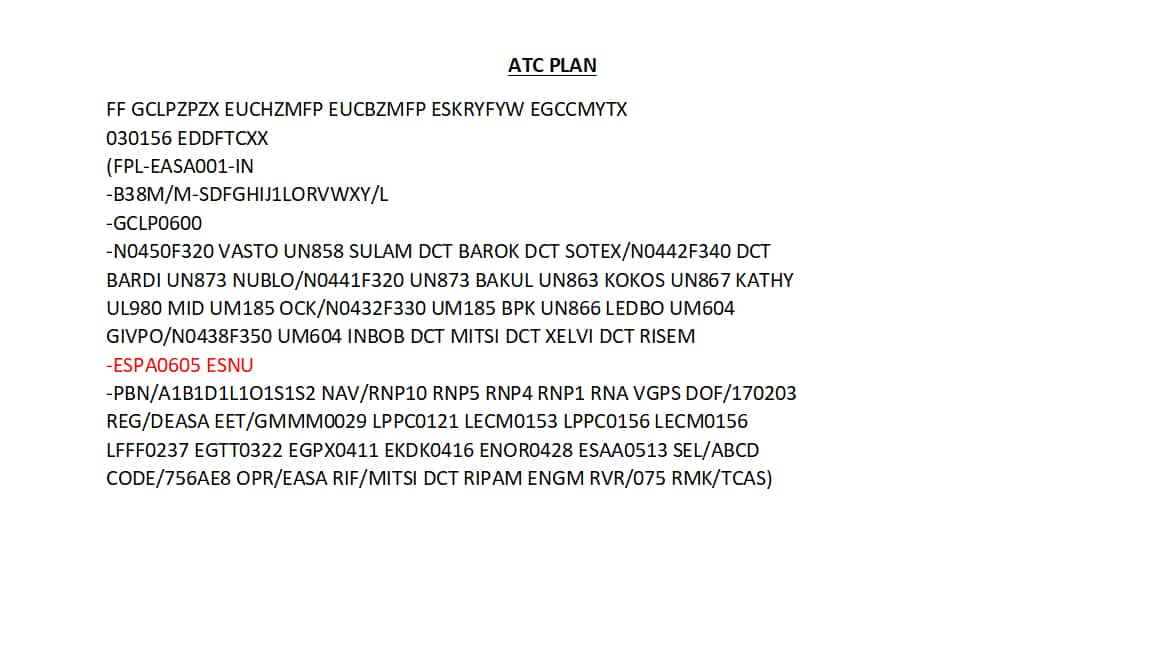 ATC PLAN
FF GCLPZPZX EUCHZMFP EUCBZMFP ESKRYFYW EGCCMYTX
030156 EDDFTCXX
(FPL-EASA001-IN
-B38M/M-SDFGHIJ1LORVWXY/L
-GCLP0600
-N0450F320 VASTO UN858 SULAM DCT BAROK DCT SOTEX/N0442F340 DCT
BARDI UN873 NUBLO/N0441F320 UN873 BAKUL UN863 KOKOS UN867 KATHY
UL980 MID UM185 OCK/N0432F330 UM185 BPK UN866 LEDBO UM604
GIVPO/N0438F350 UM604 INBOB DCT MITSI DCT XELVI DCT RISEM
-ESPA0605 ESNU
-PBN/A1B1D1L1O1S1S2 NAV/RNP10 RNP5 RNP4 RNP1 RNA VGPS DOF/170203
REG/DEASA EET/GMMM0029 LPPC0121 LECM0153 LPPC0156 LECM0156
LFFF0237 EGTT0322 EGPX0411 EKDK0416 ENOR0428 ESAA0513 SEL/ABCD
CODE/756AE8 OPR/EASA RIF/MITSI DCT RIPAM ENGM RVR/075 RMK/TCAS)